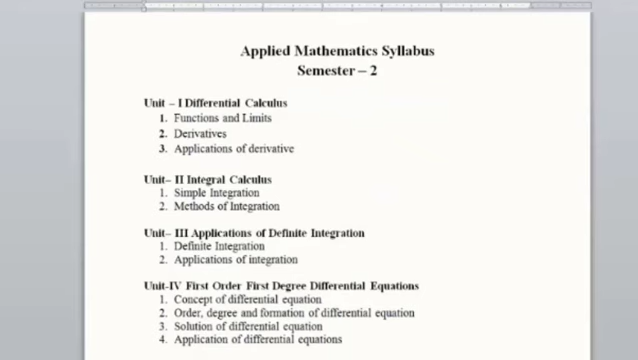 Applied Mathematics Syllabus
Semester – 2
Unit – I Differential Calculus
1. Functions and Limits
2. Derivatives
3. Applications of derivative
Unit– II Integral Calculus
1. Simple Integration
2. Methods of Integration
Unit– III Applications of Definite Integration
1. Definite Integration
2. Applications of integration
Unit-IV First Order First Degree Differential Equations
1. Concept of differential equation
2. Order, degree and formation of differential equation
3. Solution of differential equation
4. Application of differential equations